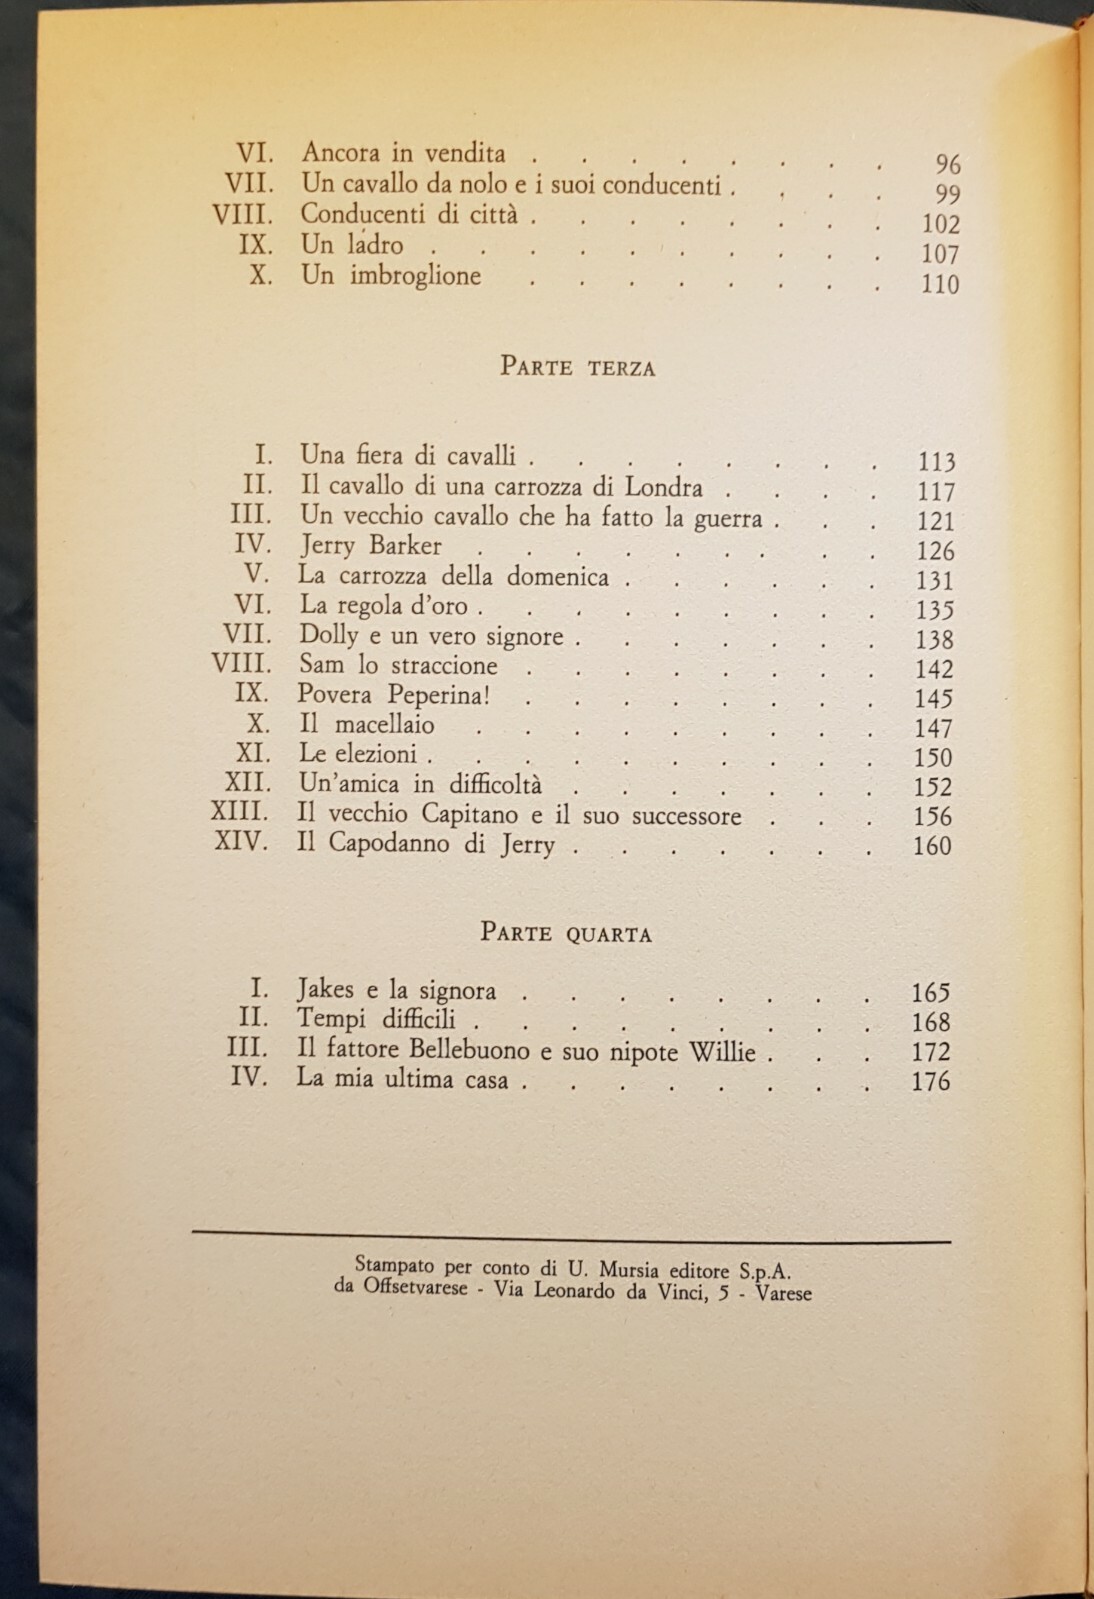 VI. Ancora in vendita . . . . . . . . 96
VII. Un cavallo da nolo e i suoi conducenti . . . . 99
VIII. Conducenti di città . . . . . . . . 102
IX. Un ladro . . . . . . . . . . 107
X. Un imbroglione . . . . . . . . 110
PARTE TERZA
I. Una fiera di cavalli . . . . . . . . 113
II. Il cavallo di una carrozza di Londra . . . . 117
III. Un vecchio cavallo che ha fatto la guerra . . . 121
IV. Jerry Barker . . . . . . . . . 126
V. La carrozza della domenica . . . . . . 131
VI. La regola d'oro . . . . . . . . . 135
VII. Dolly e un vero signore . . . . . . . 138
VIII. Sam lo straccione . . . . . . . . 142
IX. Povera Peperina! . . . . . . . . 145
X. Il macellaio . . . . . . . . . 147
XI. Le elezioni . . . . . . . . . . 150
XII. Un'amica in difficoltà . . . . . . . 152
XIII. Il vecchio Capitano e il suo successore . . . 156
XIV. Il Capodanno di Jerry . . . . . . . 160
PARTE QUARTA
I. Jakes e la signora . . . . . . . . 165
II. Tempi difficili . . . . . . . . . 168
III. Il fattore Bellebuono e suo nipote Willie . . . 172
IV. La mia ultima casa . . . . . . . . 176
Stampato per conto di U. Mursia editore S.p.A.
da Offsetvarese - Via Leonardo da Vinci, 5 - Varese